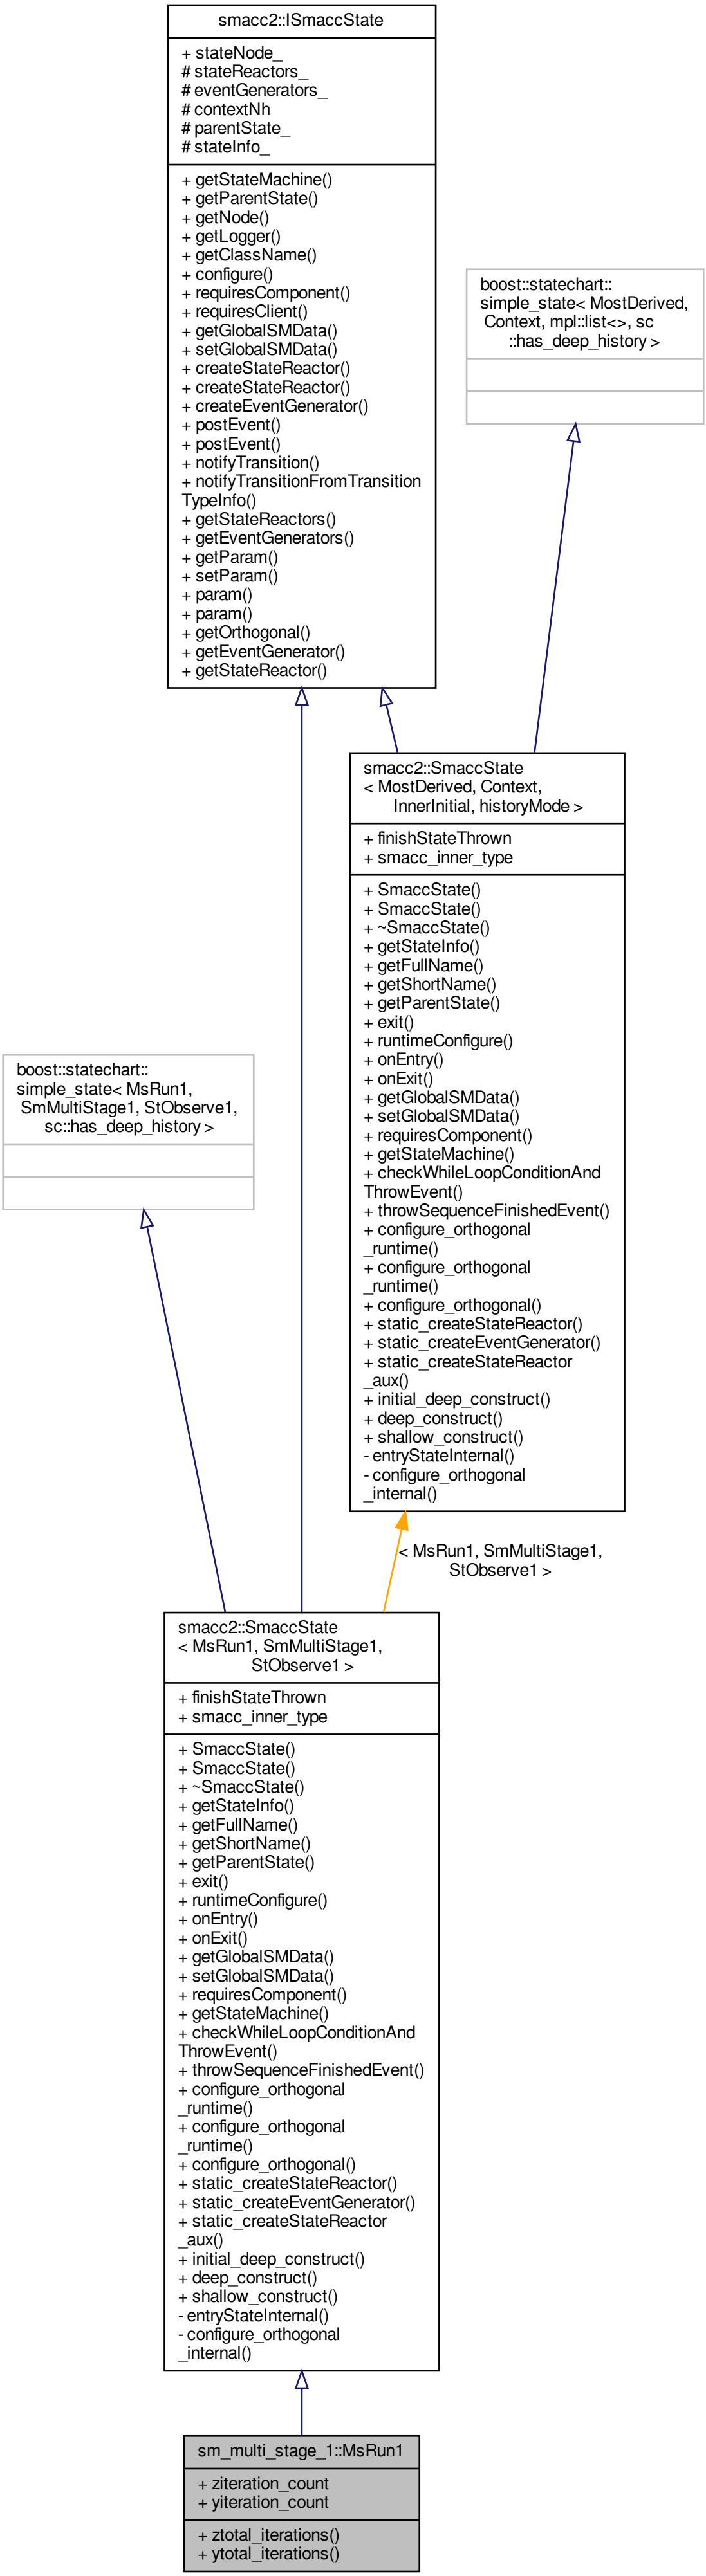 smacc2::ISmaccState
+ stateNode_
# stateReactors_
# eventGenerators_
# contextNh
# parentState_
# stateInfo_
+ getStateMachine()
+ getParentState()
+ getNode()
+ getLogger()
+ getClassName()
+ configure()
+ requiresComponent()
+ requiresClient()
+ getGlobalSMData()
+ setGlobalSMData()
+ createStateReactor()
+ createStateReactor()
+ createEventGenerator()
+ postEvent()
+ postEvent()
+ notifyTransition()
+ notifyTransitionFromTransition
TypeInfo()
+ getStateReactors()
+ getEventGenerators()
+ getParam()
+ setParam()
+ param()
+ param()
+ getOrthogonal()
+ getEventGenerator()
+ getStateReactor()
boost::statechart::
simple_state< MostDerived,
Context, mpl::list<>, sc
::has_deep_history >
smacc2::SmaccState
< MostDerived, Context,
InnerInitial, historyMode >
+ finishStateThrown
+ smacc_inner_type
+ SmaccState()
+ SmaccState()
+ ~SmaccState()
+ getStateInfo()
+ getFullName()
+ getShortName()
+ getParentState()
+ exit()
+ runtimeConfigure()
+ onEntry()
+ onExit()
+ getGlobalSMData()
+ setGlobalSMData()
+ requiresComponent()
+ getStateMachine()
+ checkWhileLoopConditionAnd
ThrowEvent()
+ throwSequenceFinishedEvent()
+ configure_orthogonal
_runtime()
+ configure_orthogonal
_runtime()
+ configure_orthogonal()
+ static_createStateReactor()
+ static_createEventGenerator()
+ static_createStateReactor
_aux()
+ initial_deep_construct()
+ deep_construct()
+ shallow_construct()
- entryStateInternal()
- configure_orthogonal
_internal()
boost::statechart::
simple_state< MsRun1,
SmMultiStage1, StObserve1,
sc::has_deep_history >
< MsRun1, SmMultiStage1,
StObserve1 >
smacc2::SmaccState
< MsRun1, SmMultiStage1,
StObserve1 >
+ finishStateThrown
+ smacc_inner_type
+ SmaccState()
+ SmaccState()
+ ~SmaccState()
+ getStateInfo()
+ getFullName()
+ getShortName()
+ getParentState()
+ exit()
+ runtimeConfigure()
+ onEntry()
+ onExit()
+ getGlobalSMData()
+ setGlobalSMData()
+ requiresComponent()
+ getStateMachine()
+ checkWhileLoopConditionAnd
ThrowEvent()
+ throwSequenceFinishedEvent()
+ configure_orthogonal
_runtime()
+ configure_orthogonal
_runtime()
+ configure_orthogonal()
+ static_createStateReactor()
+ static_createEventGenerator()
+ static_createStateReactor
_aux()
+ initial_deep_construct()
+ deep_construct()
+ shallow_construct()
- entryStateInternal()
- configure_orthogonal
_internal()
sm_multi_stage_1::MsRun1
+ ziteration_count
+ yiteration_count
+ ztotal_iterations()
+ ytotal_iterations()